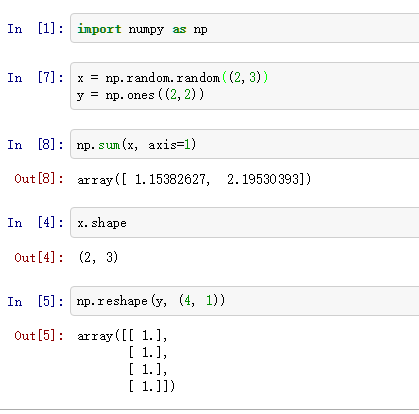 In [1]: import numpy as np
In [7]: x = np.random.random((2,3))
y = np.ones((2,2))
In [8]: np.sum(x, axis=1)
Out[8]: array([ 1.15382627,  2.19530393])
In [4]: x.shape
Out[4]: (2, 3)
In [5]: np.reshape(y, (4, 1))
Out[5]: array([[ 1.],
[ 1.],
[ 1.],
[ 1.]])